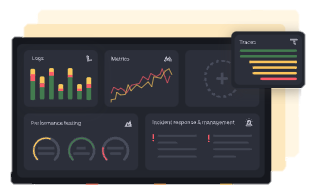 Logs
Metrics
Traces
Performance testing
Incident response & management